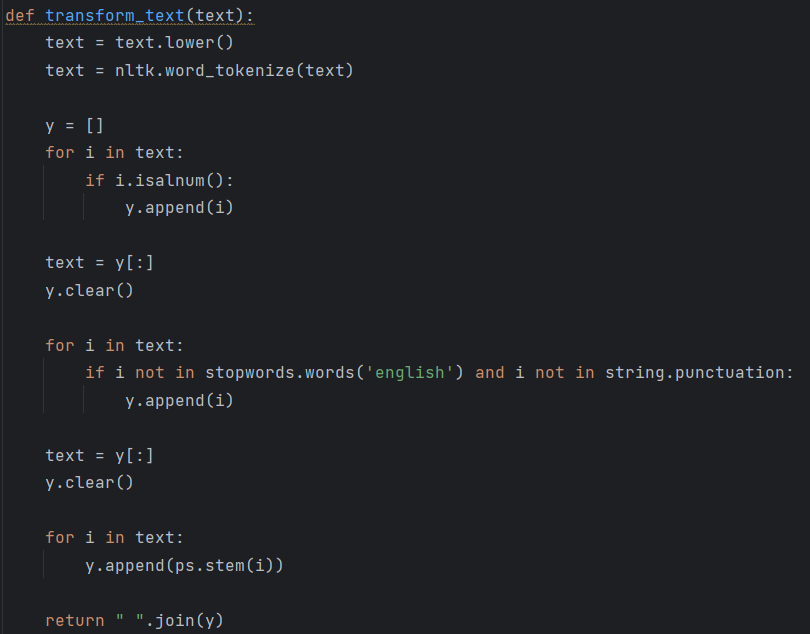 def transform_text(text):
    text = text.lower()
    text = nltk.word_tokenize(text)

    y = []
    for i in text:
        if i.isalnum():
            y.append(i)

    text = y[:]
    y.clear()

    for i in text:
        if i not in stopwords.words('english') and i not in string.punctuation:
            y.append(i)

    text = y[:]
    y.clear()

    for i in text:
        y.append(ps.stem(i))

    return " ".join(y)